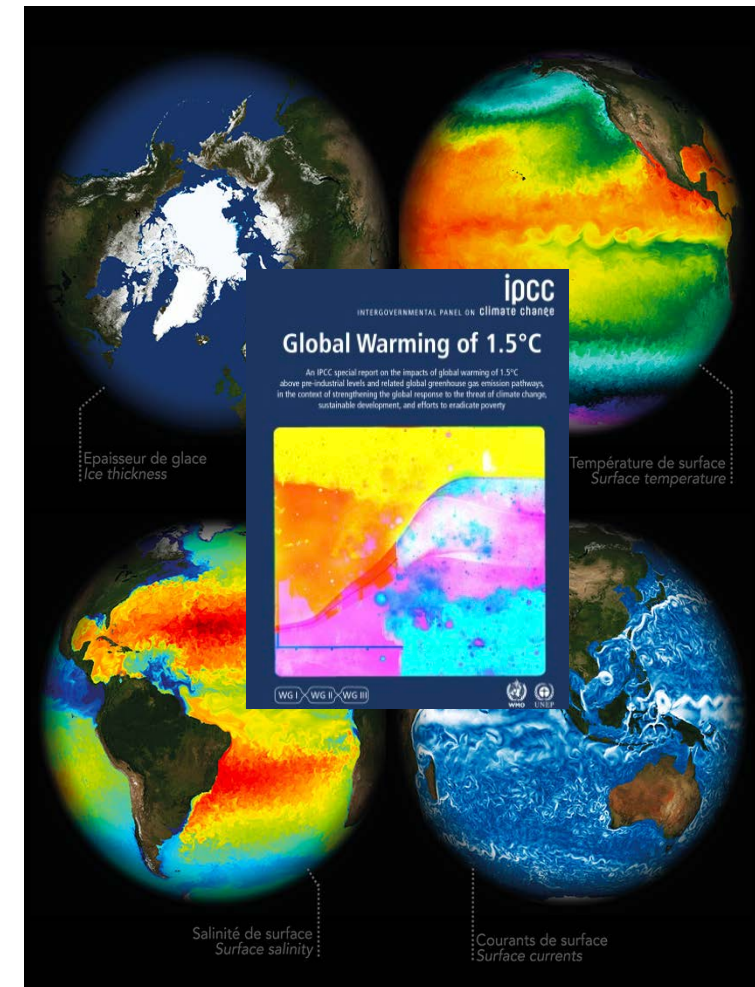 ipcc
INTERGOVERNMENTAL PANEL ON climate change
Global Warming of 1.5°C
An IPCC special report on the impacts of global warming of 1.5°C
above pre-industrial levels and related global greenhouse gas emission pathways,
in the context of strengthening the global response to the threat of climate change,
sustainable development, and efforts to eradicate poverty
Epaisseur de glace
Ice thickness
Température de surface
Surface temperature
WG I WG II WG III
WMO UNEP
Salinité de surface
Surface salinity
Courants de surface
Surface currents